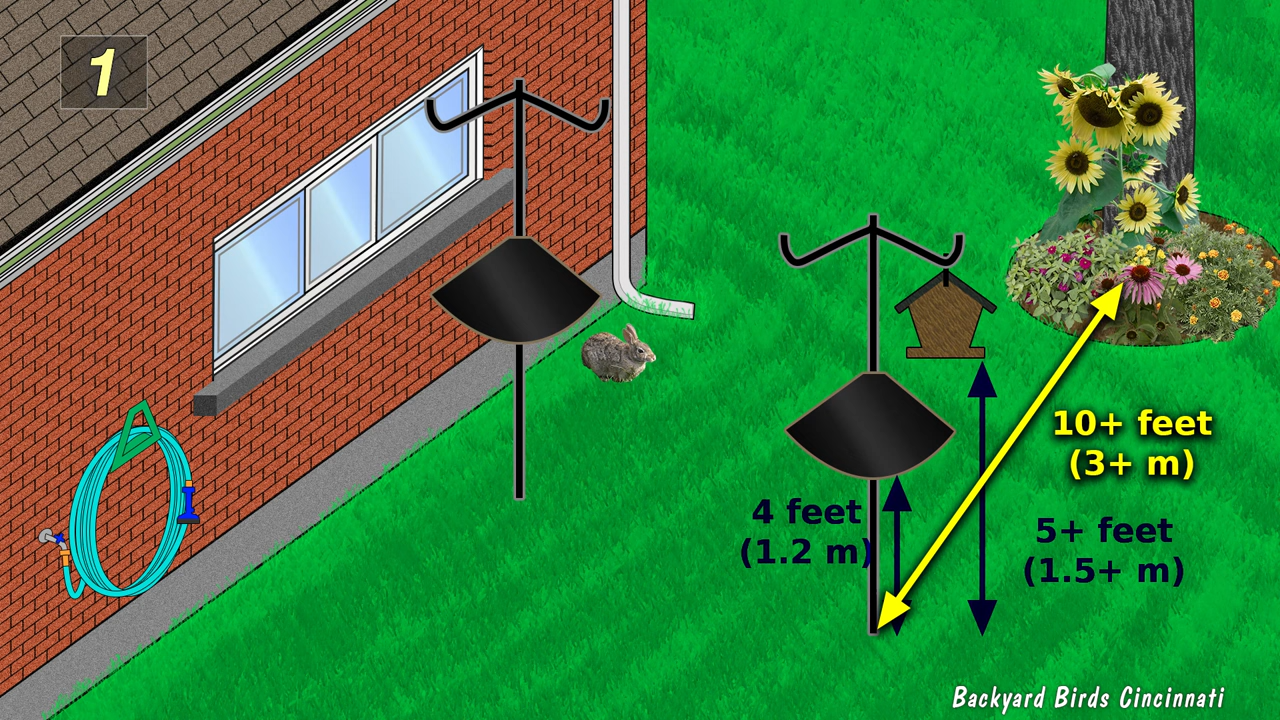 1
10+ feet
(3+ m)
4 feet
(1.2 m)
5+ feet
(1.5+ m)
Backyard Birds Cincinnati